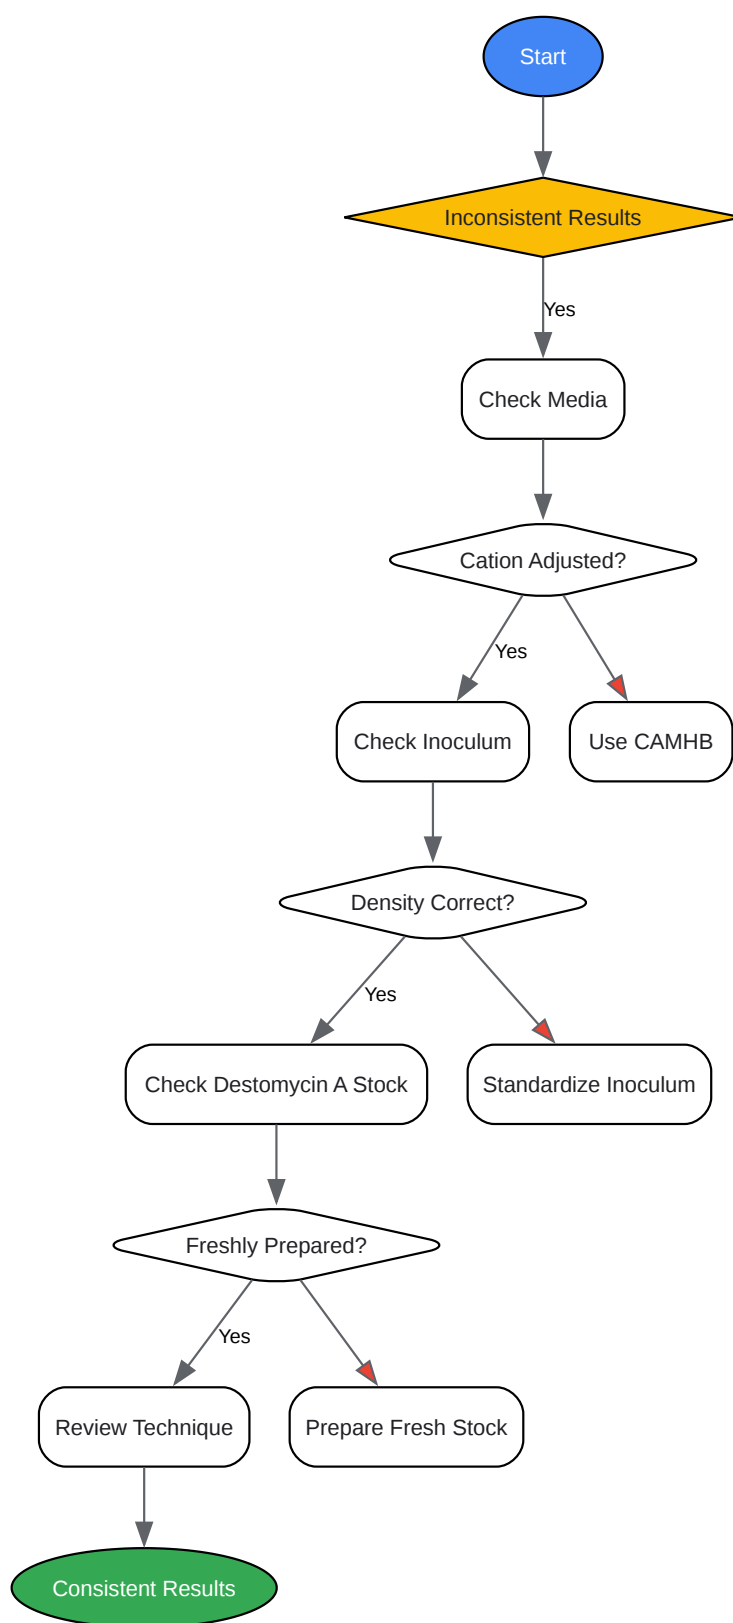 Start
Inconsistent Results
Yes
Check Media
Cation Adjusted?
Yes
Check Inoculum
Use CAMHB
Density Correct?
Yes
Check Destomycin A Stock
Standardize Inoculum
Freshly Prepared?
Yes
Review Technique
Prepare Fresh Stock
Consistent Results